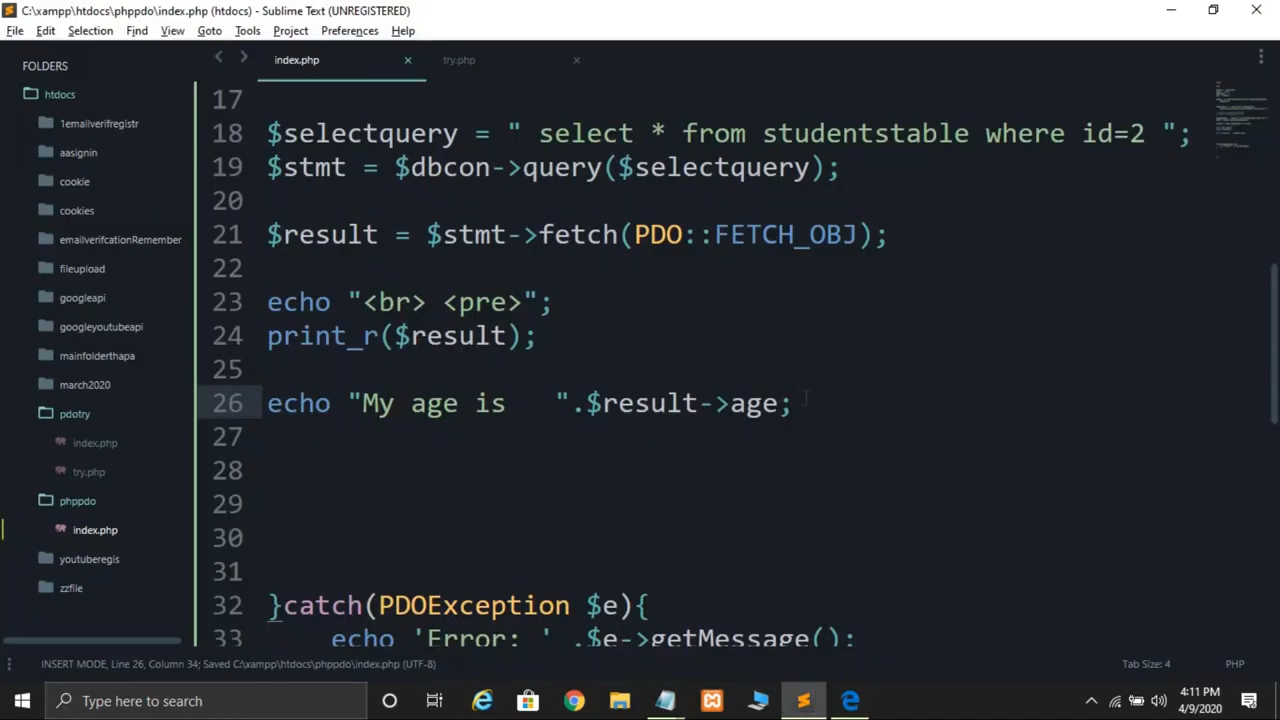 C:\xampp\htdocs\phppdo\index.php (htdocs) - Sublime Text (UNREGISTERED)
File Edit Selection Find View Goto Tools Project Preferences Help
FOLDERS
htdocs
1emailverifregistr
aasignin
cookie
cookies
emailverifcationRemember
fileupload
googleapi
googleyoutubeapi
mainfolderthapa
march2020
pdotry
index.php
try.php
phppdo
index.php
youtuberegis
zzfile
index.php try.php
17
18 $selectquery = " select * from studentstable where id=2 ";
19 $stmt = $dbcon->query($selectquery);
20
21 $result = $stmt->fetch(PDO::FETCH_OBJ);
22
23 echo "<br> <pre>";
24 print_r($result);
25
26 echo "My age is   ".$result->age;
27
28
29
30
31
32 }catch(PDOException $e){
33 echo 'Error: ' .$e->getMessage();
INSERT MODE, Line 26, Column 34; Saved C:\xampp\htdocs\phppdo\index.php (UTF-8) Tab Size: 4 PHP
Type here to search
4:11 PM
4/9/2020